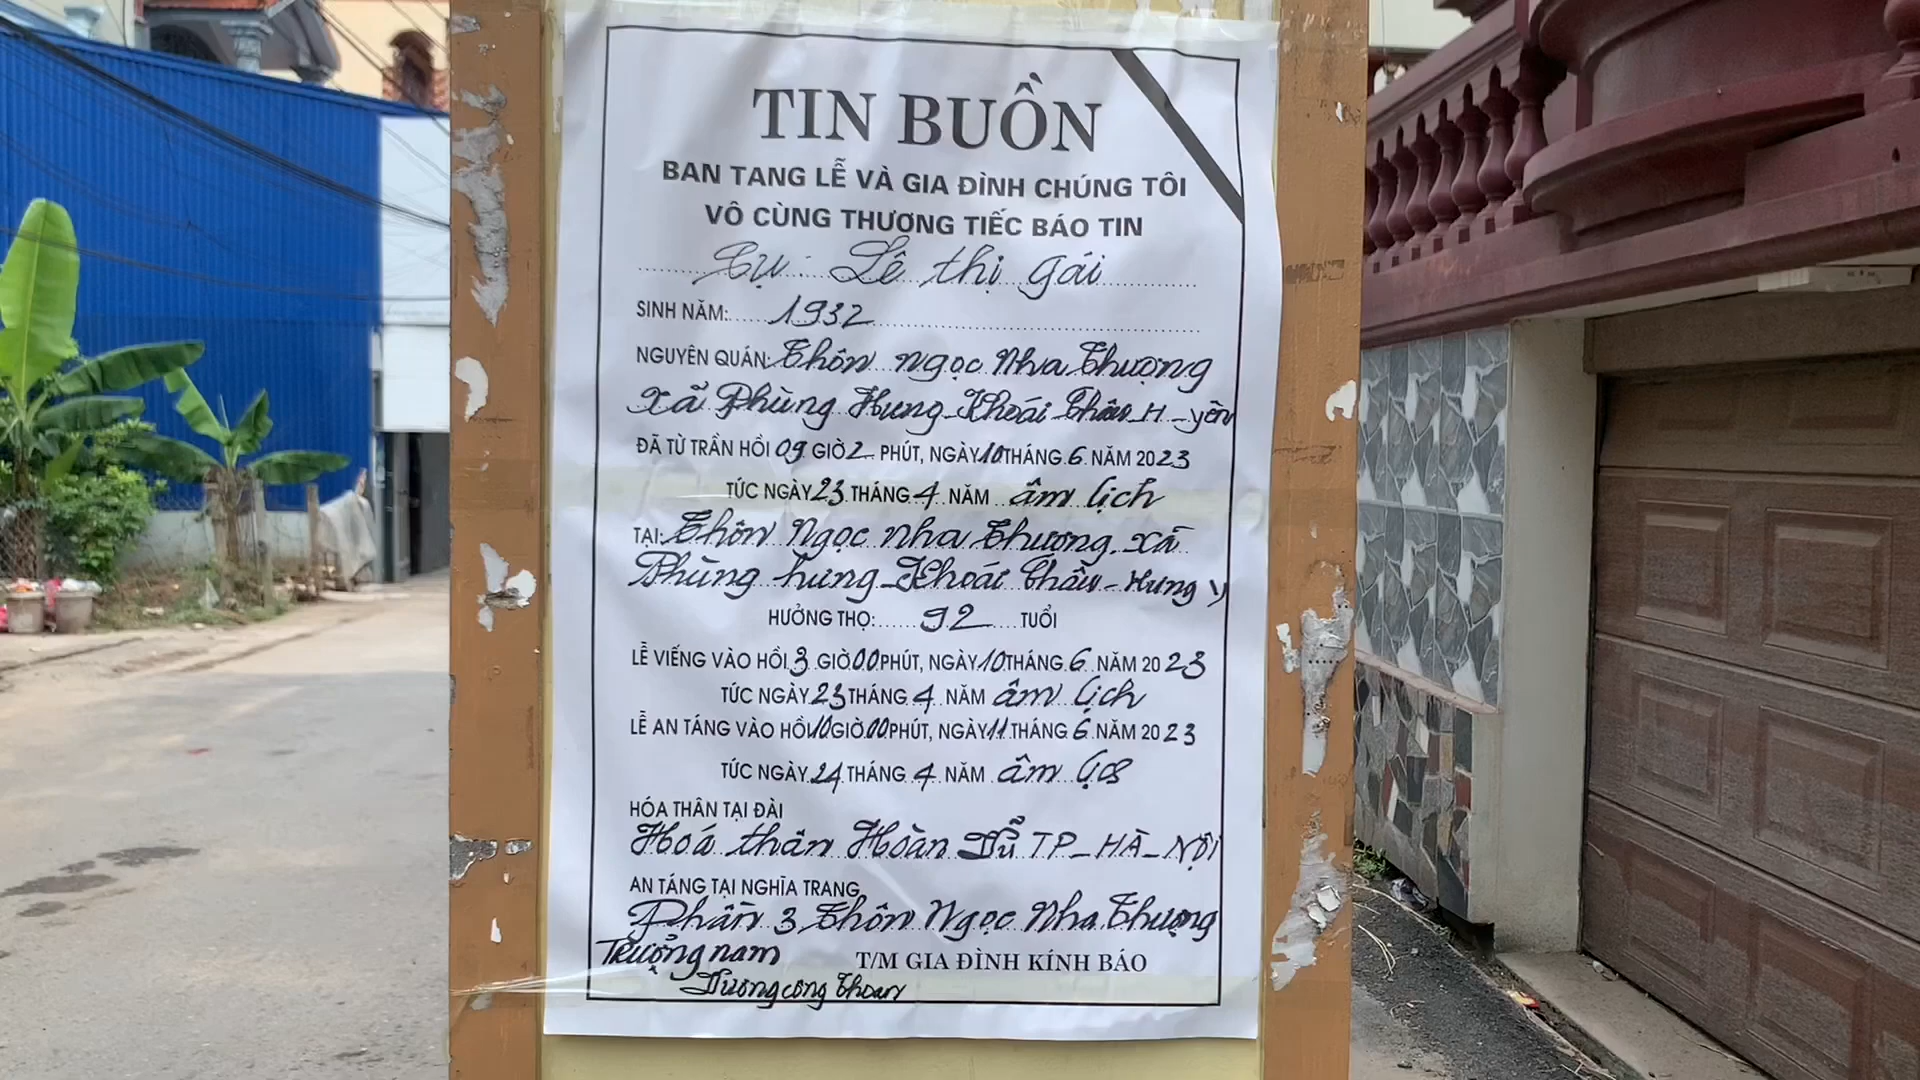 TIN BUỒN
BAN TANG LỄ VÀ GIA ĐÌNH CHÚNG TÔI
VÔ CÙNG THƯƠNG TIẾC BÁO TIN
Cụ: Lê thị gái
SINH NĂM: 1932
NGUYÊN QUÁN: Thôn Ngọc Nha Thượng
Xã Phùng Hưng - Khoái Châu - H - yên
ĐÃ TỪ TRẦN HỒI 09 GIỜ 2 PHÚT, NGÀY 10 THÁNG 6 NĂM 2023
TỨC NGÀY 23 THÁNG 4 NĂM âm lịch
TẠI: Thôn Ngọc Nha Thượng, xã
Phùng hưng - Khoái Châu - Hưng y
HƯỞNG THỌ: 92 TUỔI
LỄ VIẾNG VÀO HỒI 3 GIỜ 00 PHÚT, NGÀY 10 THÁNG 6 NĂM 2023
TỨC NGÀY 23 THÁNG 4 NĂM âm lịch
LỄ AN TÁNG VÀO HỒI 10 GIỜ 00 PHÚT, NGÀY 11 THÁNG 6 NĂM 2023
TỨC NGÀY 24 THÁNG 4 NĂM âm
HÓA THÂN TẠI ĐÀI
Hoá thân Hoàn Vũ TP - HÀ - Nội
AN TÁNG TẠI NGHĨA TRANG
3 Thôn Ngọc Nha Thượng
Trưởng nam
T/M GIA ĐÌNH KÍNH BÁO
Dương công Thoan